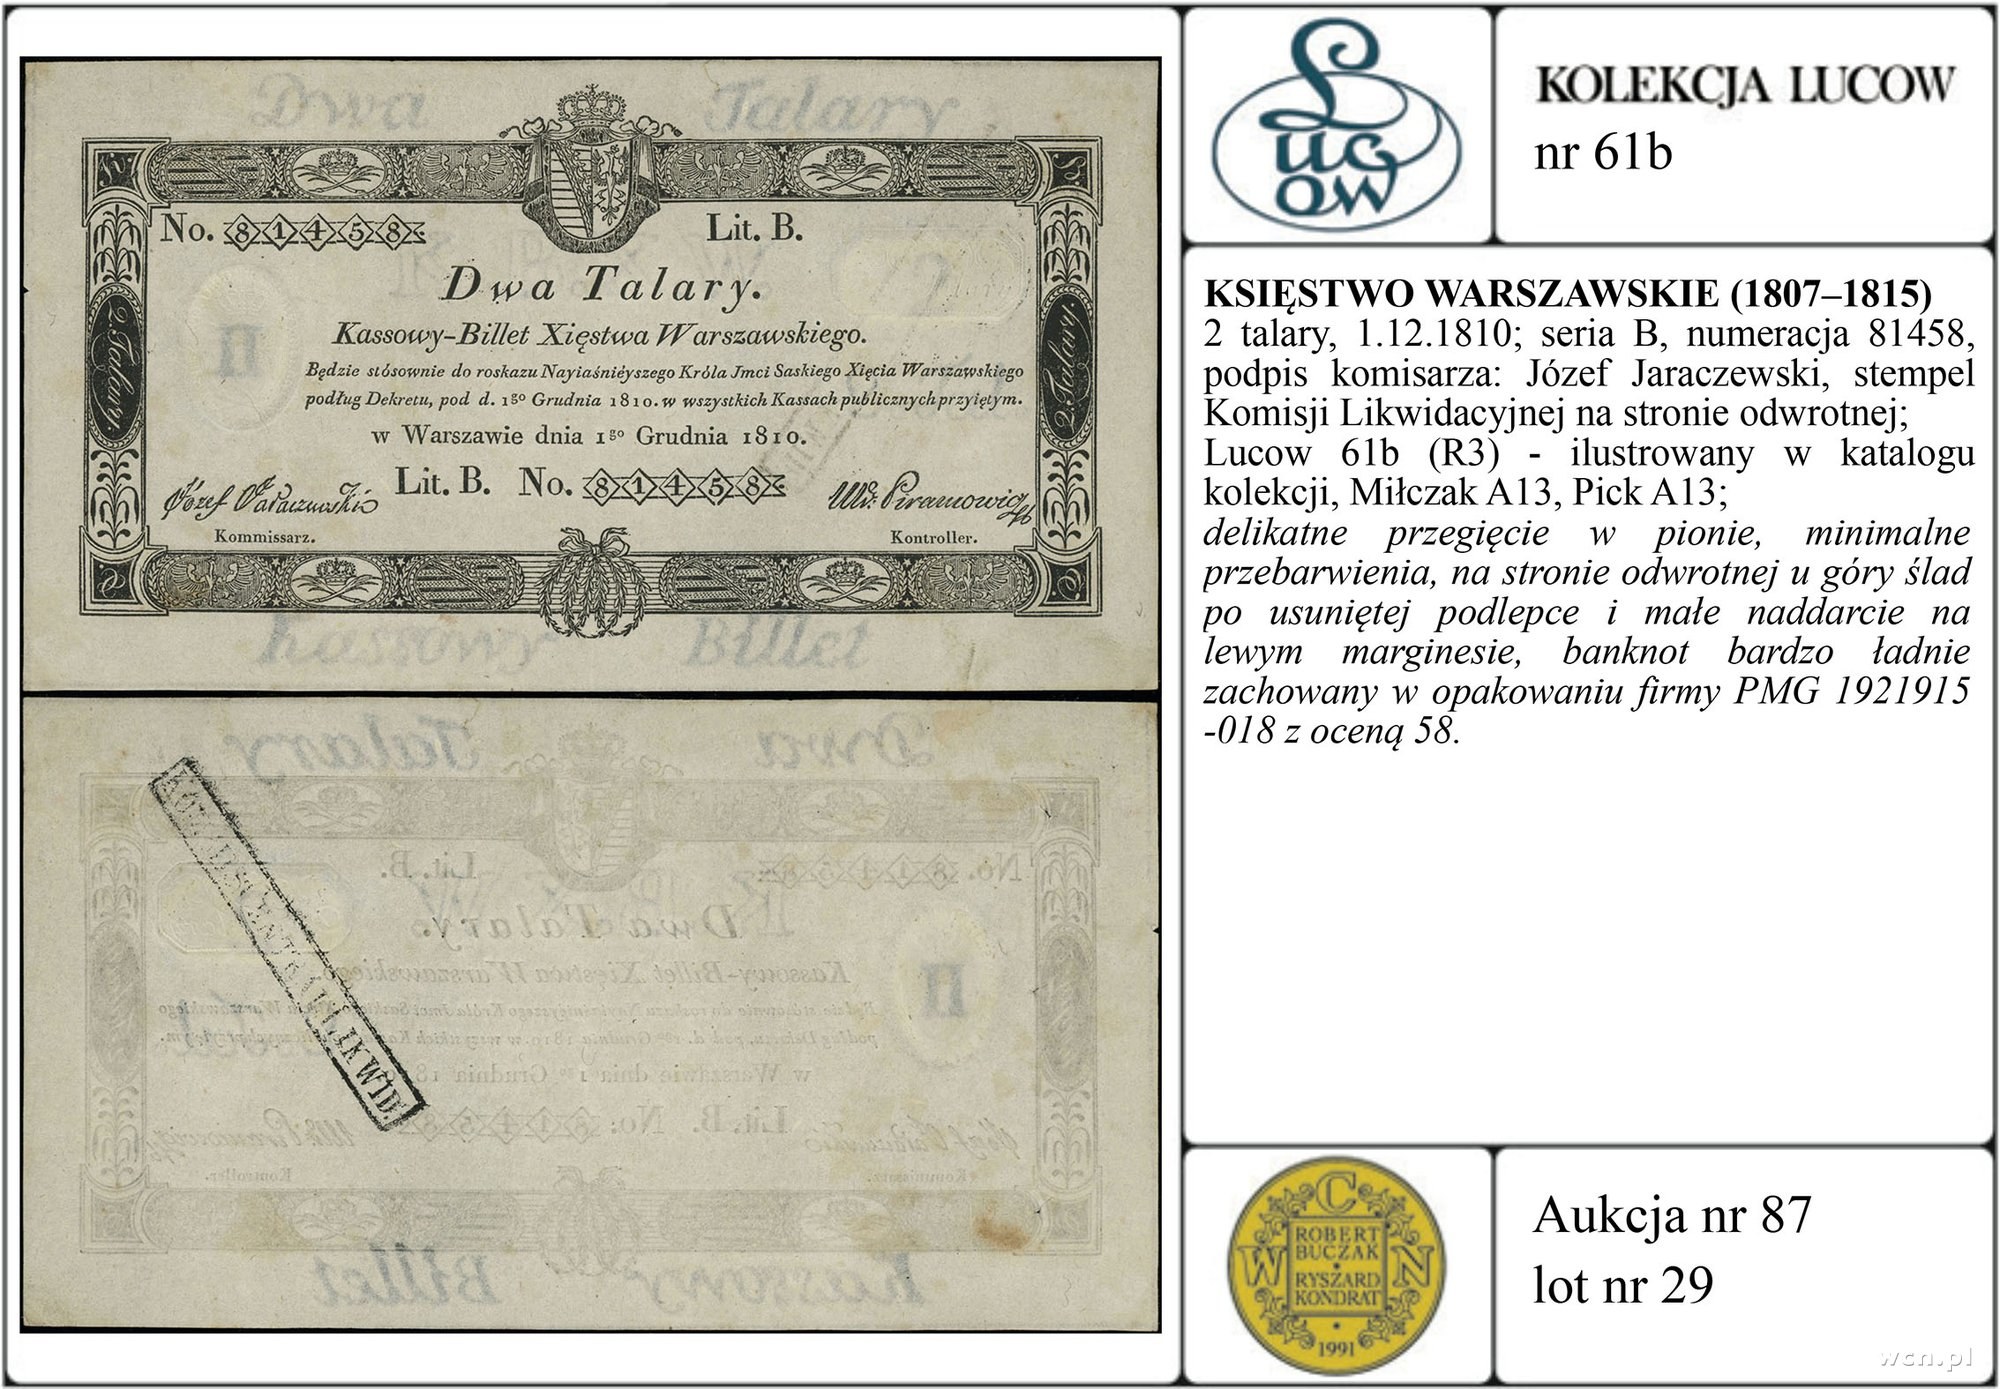 Dwa Talary
No. 81458. Lit. B.
Dwa Talary.
Kassowy-Billet Xięstwa Warszawskiego.
II
Będzie stósownie do roskazu Nayiaśnieyszego Króla Jmci Saskiego Xięcia Warszawskiego
podług Dekretu, pod d. 1go Grudnia 1810. w wszystkich Kassach publicznych przyiętym.
w Warszawie dnia 1go Grudnia 1810.
Lit. B. No. 81458
2. Talary.
2. Talary.
Józef Jaraczewski
Kommissarz.
Kontroller.
Kassowy Billet
LIKWID.
Lucow
KOLEKCJA LUCOW
nr 61b
KSIĘSTWO WARSZAWSKIE (1807–1815)
2 talary, 1.12.1810; seria B, numeracja 81458,
podpis komisarza: Józef Jaraczewski, stempel
Komisji Likwidacyjnej na stronie odwrotnej;
Lucow 61b (R3) - ilustrowany w katalogu
kolekcji, Miłczak A13, Pick A13;
delikatne przegięcie w pionie, minimalne
przebarwienia, na stronie odwrotnej u góry ślad
po usuniętej podlepce i małe naddarcie na
lewym marginesie, banknot bardzo ładnie
zachowany w opakowaniu firmy PMG 1921915
-018 z oceną 58.
W C N
ROBERT
BUCZAK
RYSZARD
KONDRAT
1991
Aukcja nr 87
lot nr 29
wcn.pl